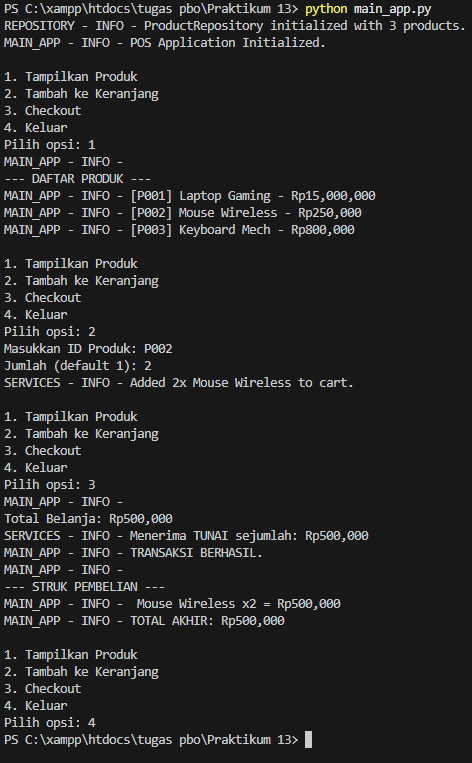 PS C:\xampp\htdocs\tugas pbo\Praktikum 13> python main_app.py
REPOSITORY - INFO - ProductRepository initialized with 3 products.
MAIN_APP - INFO - POS Application Initialized.

1. Tampilkan Produk
2. Tambah ke Keranjang
3. Checkout
4. Keluar
Pilih opsi: 1
MAIN_APP - INFO -
--- DAFTAR PRODUK ---
MAIN_APP - INFO - [P001] Laptop Gaming - Rp15,000,000
MAIN_APP - INFO - [P002] Mouse Wireless - Rp250,000
MAIN_APP - INFO - [P003] Keyboard Mech - Rp800,000

1. Tampilkan Produk
2. Tambah ke Keranjang
3. Checkout
4. Keluar
Pilih opsi: 2
Masukkan ID Produk: P002
Jumlah (default 1): 2
SERVICES - INFO - Added 2x Mouse Wireless to cart.

1. Tampilkan Produk
2. Tambah ke Keranjang
3. Checkout
4. Keluar
Pilih opsi: 3
MAIN_APP - INFO -
Total Belanja: Rp500,000
SERVICES - INFO - Menerima TUNAI sejumlah: Rp500,000
MAIN_APP - INFO - TRANSAKSI BERHASIL.
MAIN_APP - INFO -
--- STRUK PEMBELIAN ---
MAIN_APP - INFO -  Mouse Wireless x2 = Rp500,000
MAIN_APP - INFO - TOTAL AKHIR: Rp500,000

1. Tampilkan Produk
2. Tambah ke Keranjang
3. Checkout
4. Keluar
Pilih opsi: 4
PS C:\xampp\htdocs\tugas pbo\Praktikum 13>